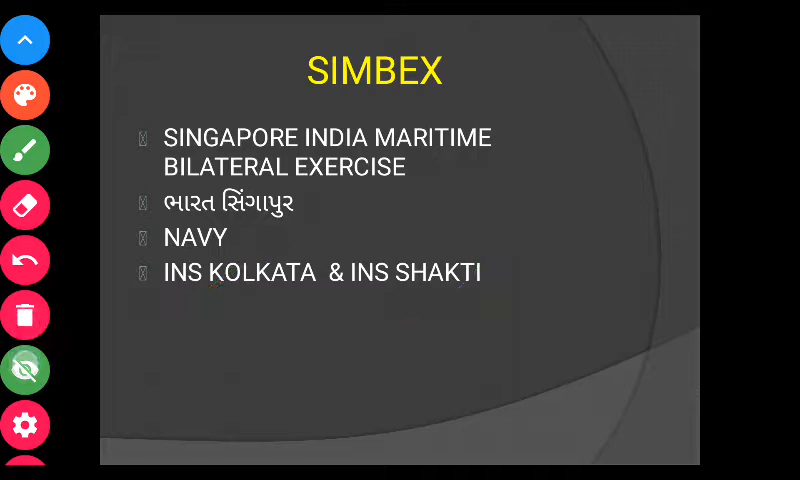 SIMBEX
SINGAPORE INDIA MARITIME
BILATERAL EXERCISE
ભારત સિંગાપુર
NAVY
INS KOLKATA & INS SHAKTI